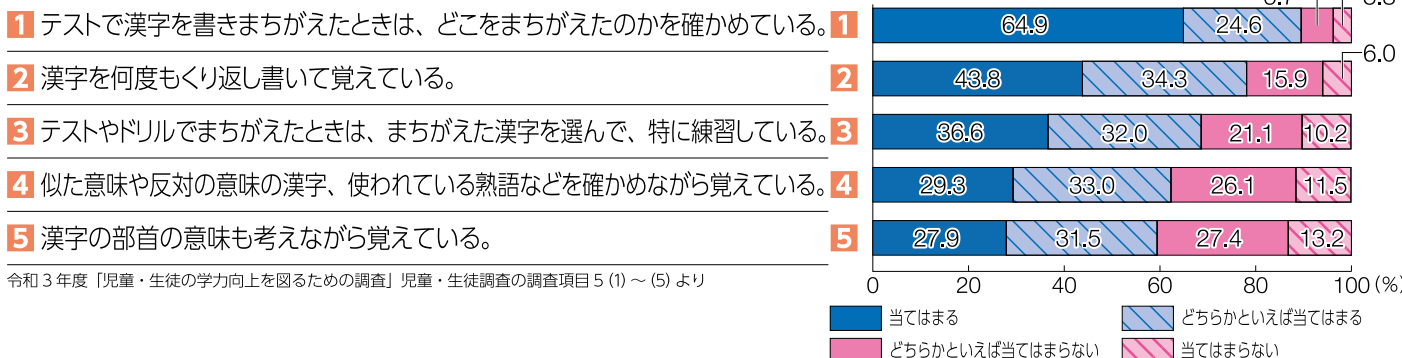 1 テストで漢字を書きまちがえたときは、どこをまちがえたのかを確かめている。
2 漢字を何度もくり返し書いて覚えている。
3 テストやドリルでまちがえたときは、まちがえた漢字を選んで、特に練習している。
4 似た意味や反対の意味の漢字、使われている熟語などを確かめながら覚えている。
5 漢字の部首の意味も考えながら覚えている。
令和3年度「児童・生徒の学力向上を図るための調査」児童・生徒調査の調査項目5 (1) ~ (5) より
1 64.9 24.6
2 43.8 34.3 15.9 6.0
3 36.6 32.0 21.1 10.2
4 29.3 33.0 26.1 11.5
5 27.9 31.5 27.4 13.2
0 20 40 60 80 100 (%)
当てはまる どちらかといえば当てはまる
どちらかといえば当てはまらない 当てはまらない